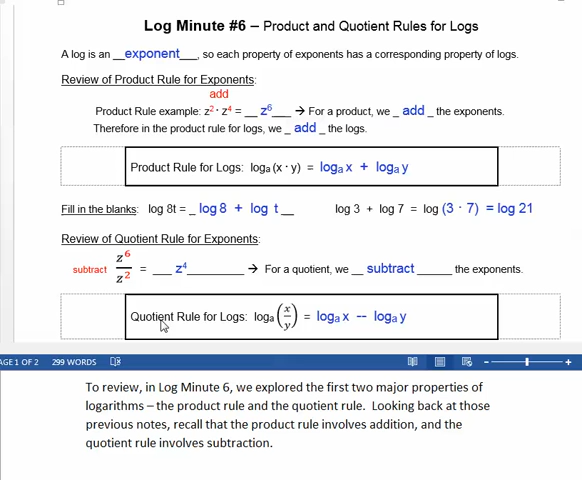 Log Minute #6 – Product and Quotient Rules for Logs
A log is an __exponent___, so each property of exponents has a corresponding property of logs.
Review of Product Rule for Exponents:
add
Product Rule example: z² · z⁴ = __ z⁶___ → For a product, we _ add _ the exponents.
Therefore in the product rule for logs, we _ add _ the logs.
Product Rule for Logs: logₐ (x · y) = logₐ x + logₐ y
Fill in the blanks: log 8t = _ log 8 + log t __ log 3 + log 7 = log (3 · 7) = log 21
Review of Quotient Rule for Exponents:
subtract z⁶/z² = ___ z⁴_________ → For a quotient, we _ subtract _____ the exponents.
Quotient Rule for Logs: logₐ (x/y) = logₐ x -- logₐ y
AGE 1 OF 2 299 WORDS
To review, in Log Minute 6, we explored the first two major properties of
logarithms – the product rule and the quotient rule. Looking back at those
previous notes, recall that the product rule involves addition, and the
quotient rule involves subtraction.